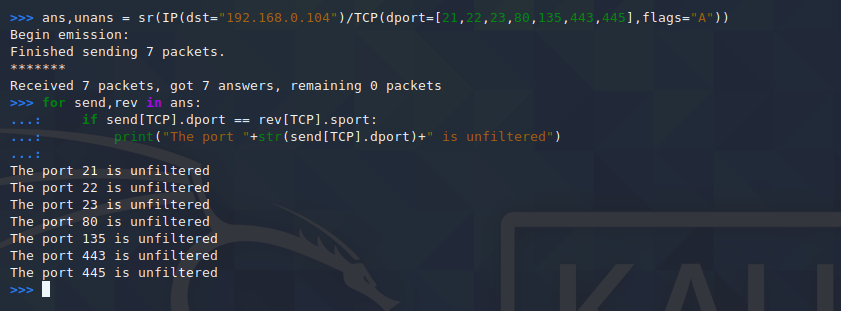 >>> ans,unans = sr(IP(dst="192.168.0.104")/TCP(dport=[21,22,23,80,135,443,445],flags="A"))
Begin emission:
Finished sending 7 packets.
*******
Received 7 packets, got 7 answers, remaining 0 packets
>>> for send,rev in ans:
...:     if send[TCP].dport == rev[TCP].sport:
...:         print("The port "+str(send[TCP].dport)+" is unfiltered")
...:
The port 21 is unfiltered
The port 22 is unfiltered
The port 23 is unfiltered
The port 80 is unfiltered
The port 135 is unfiltered
The port 443 is unfiltered
The port 445 is unfiltered
>>>
KALI